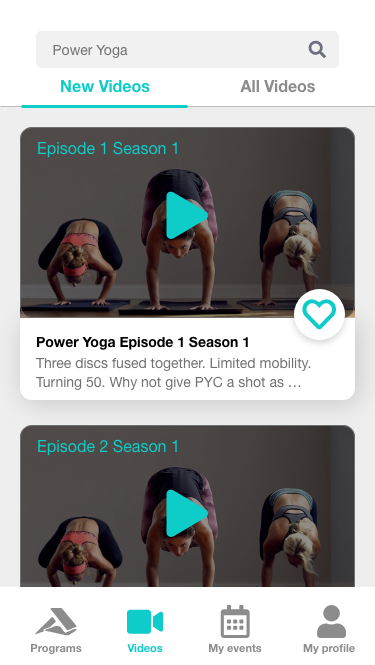 Power Yoga
New Videos
All Videos
Episode 1 Season 1
Power Yoga Episode 1 Season 1
Three discs fused together. Limited mobility.
Turning 50. Why not give PYC a shot as …
Episode 2 Season 1
Programs
Videos
My events
My profile